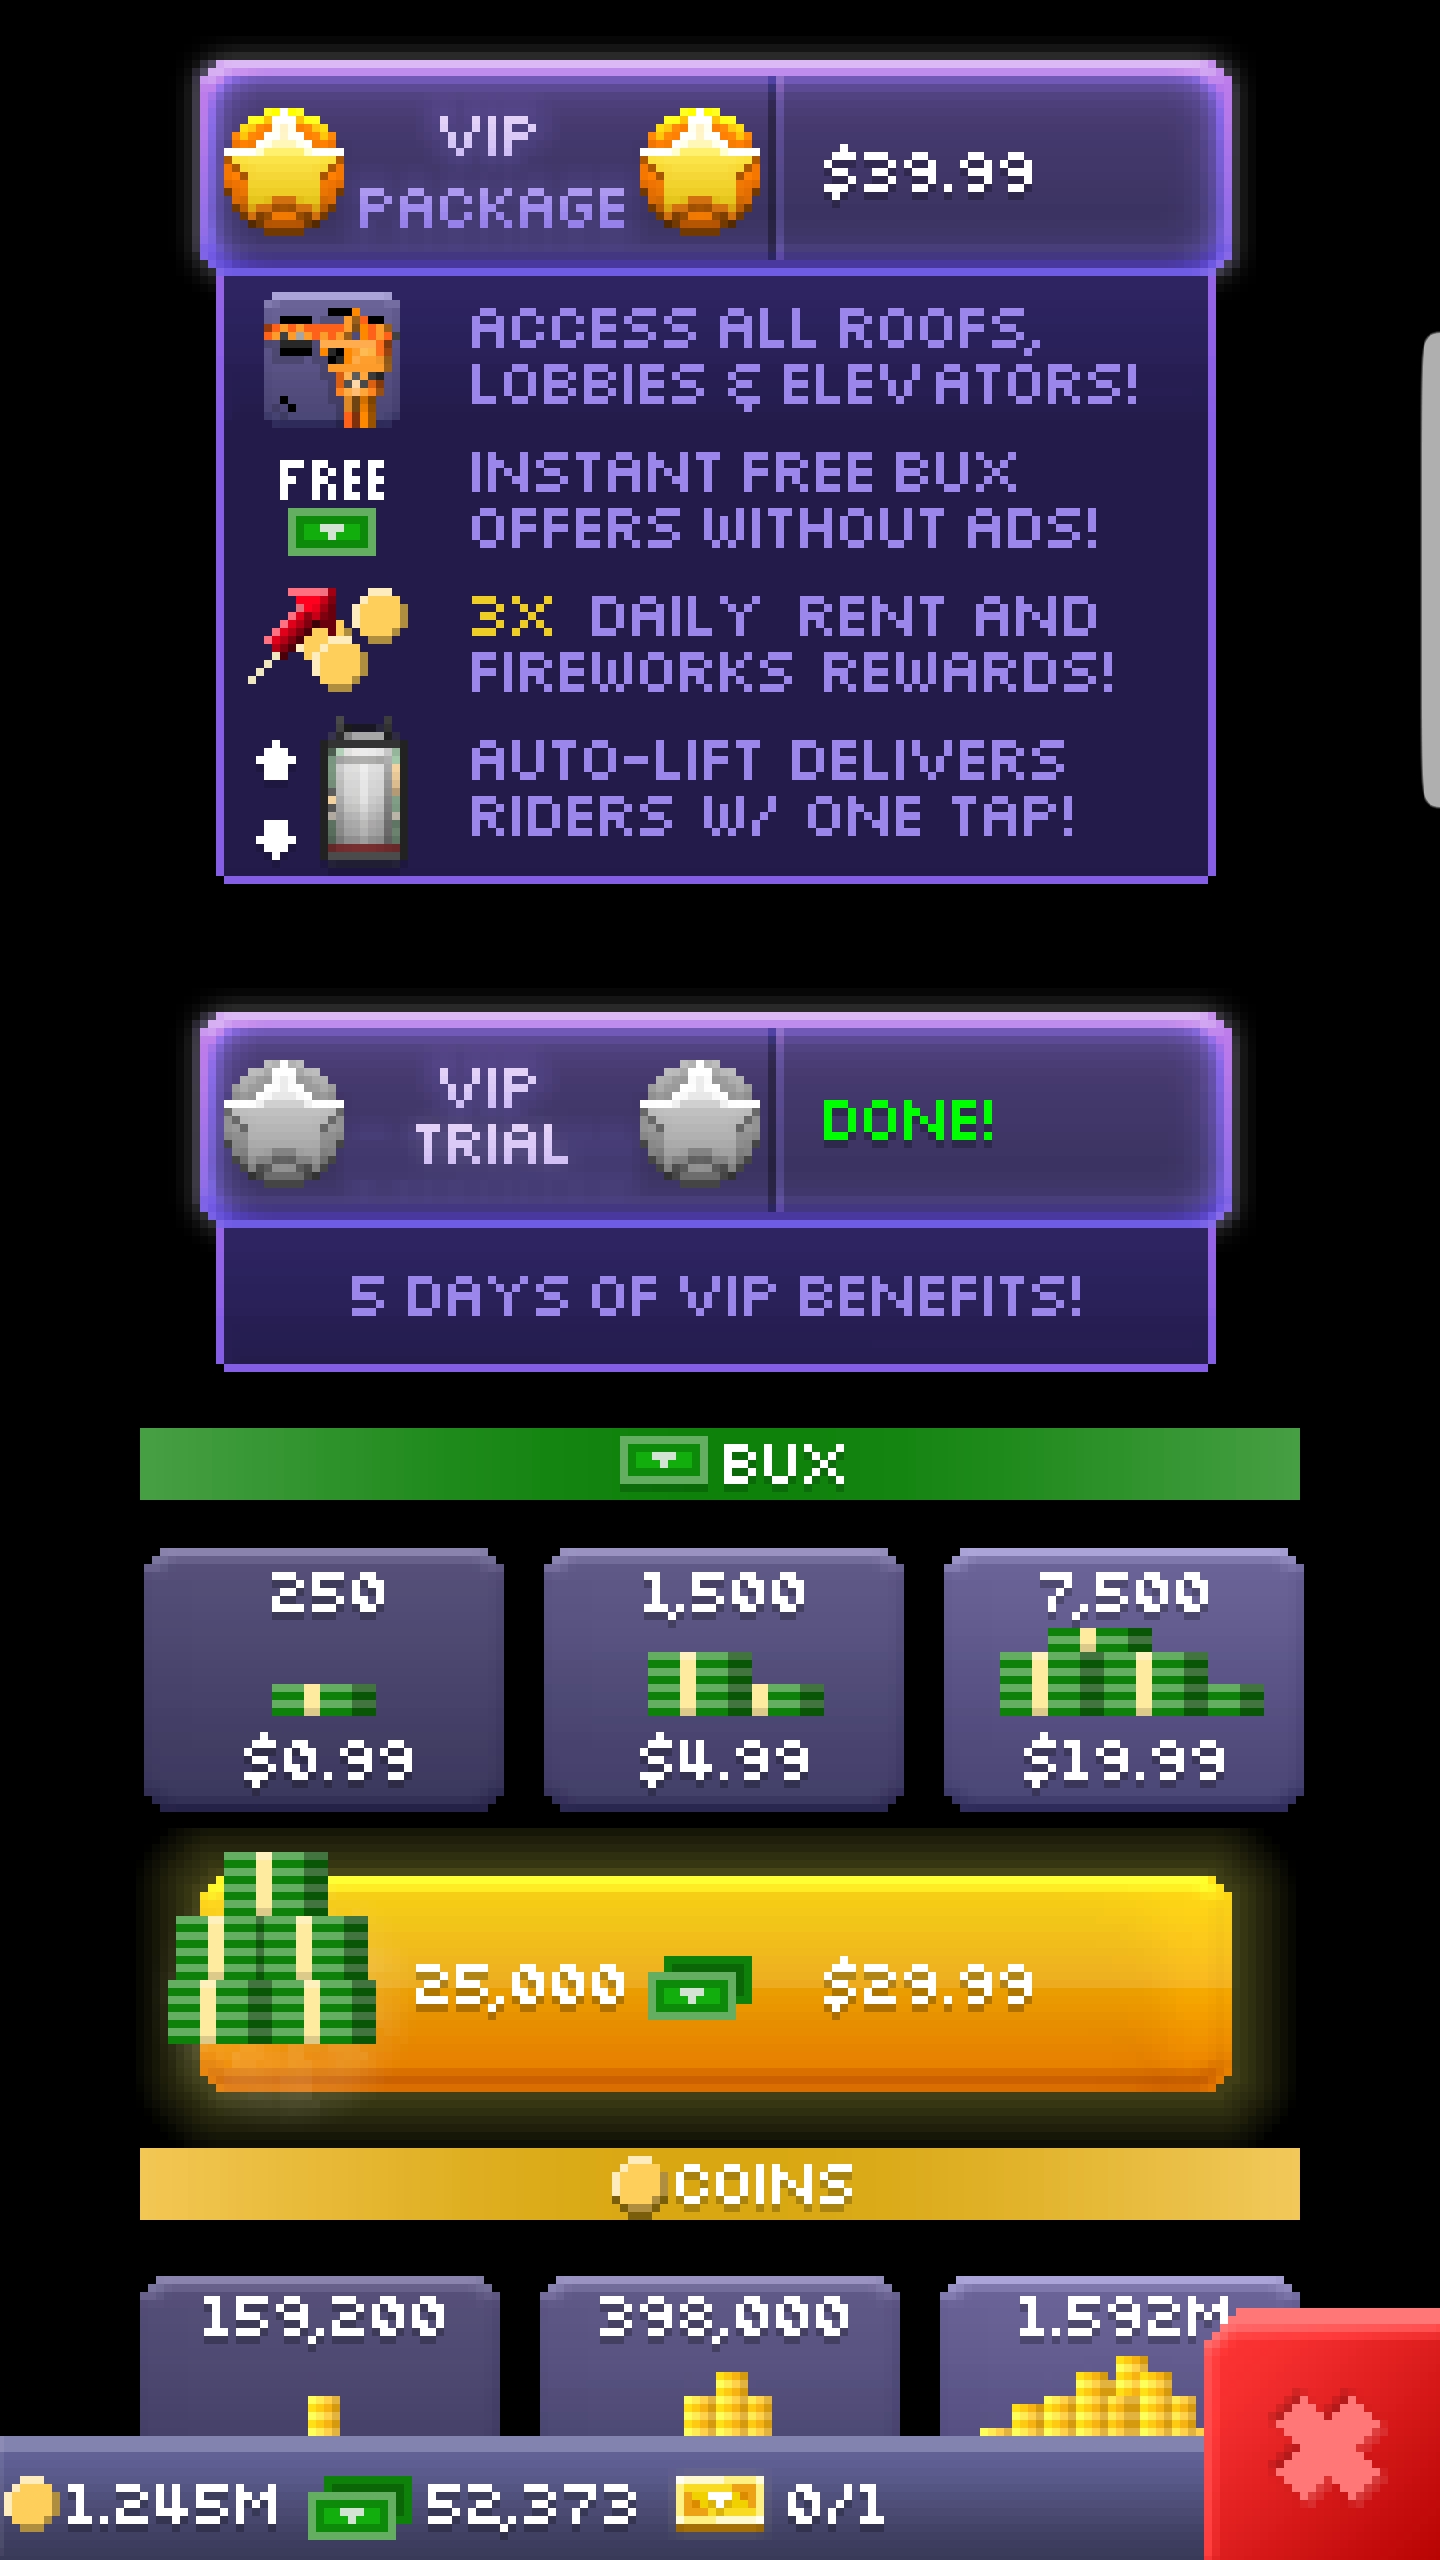 VIP
PACKAGE
$39.99
ACCESS ALL ROOFS,
LOBBIES & ELEVATORS!
FREE
INSTANT FREE BUX
OFFERS WITHOUT ADS!
3X DAILY RENT AND
FIREWORKS REWARDS!
AUTO-LIFT DELIVERS
RIDERS W/ ONE TAP!
VIP
TRIAL
DONE!
5 DAYS OF VIP BENEFITS!
BUX
250
1,500
7,500
$0.99
$4.99
$19.99
25,000 $29.99
COINS
159,200
398,000
1.592M
1.245M 52,373 0/1